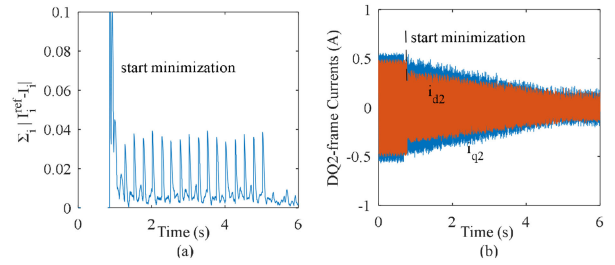 0.1
0.08
0.06
0.04
0.02
0
0
2
4
6
Σi | Ii^ref-Ii|
start minimization
Time (s)
(a)
1
0.5
0
-0.5
-1
0
2
4
6
DQ2-frame Currents (A)
start minimization
id2
iq2
Time (s)
(b)